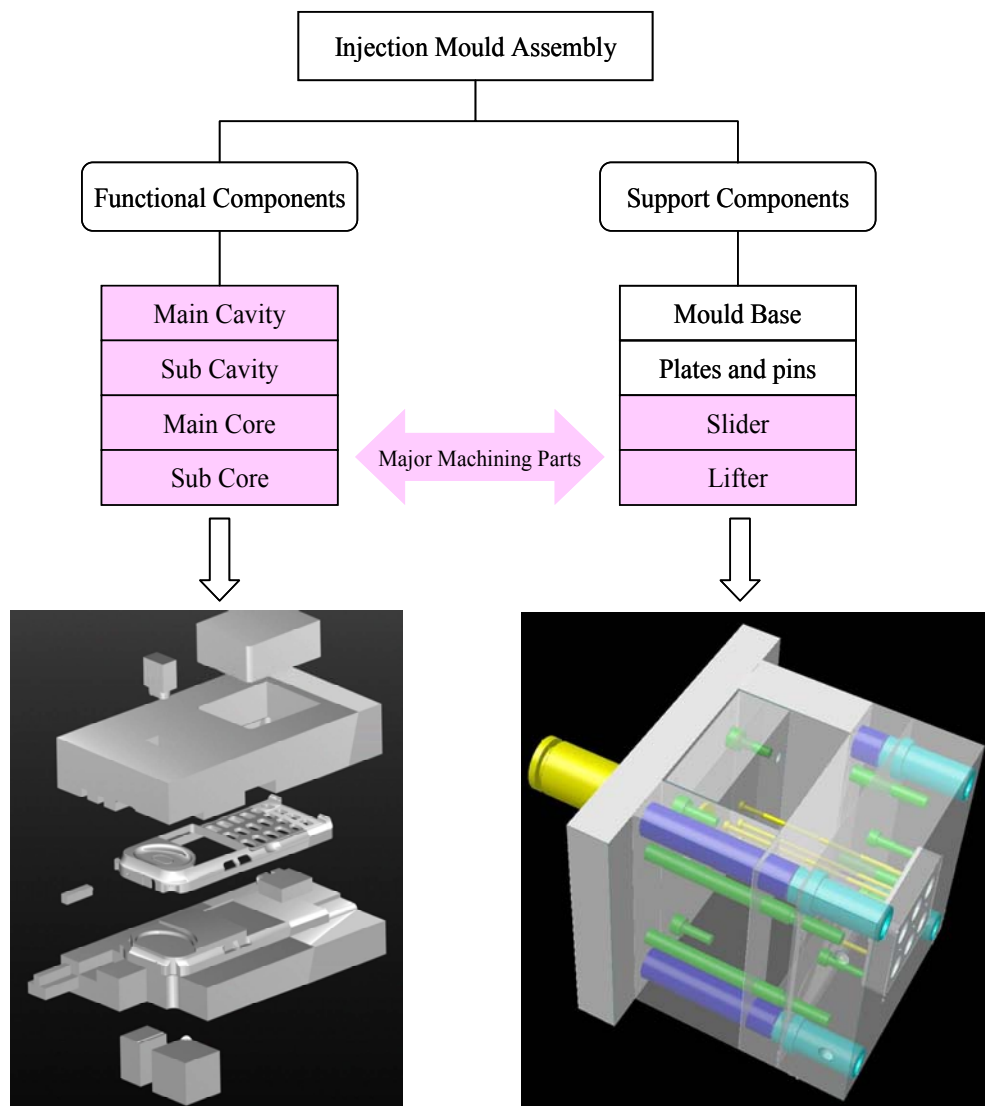 Injection Mould Assembly
Functional Components
Support Components
Main Cavity
Sub Cavity
Main Core
Sub Core
Major Machining Parts
Mould Base
Plates and pins
Slider
Lifter